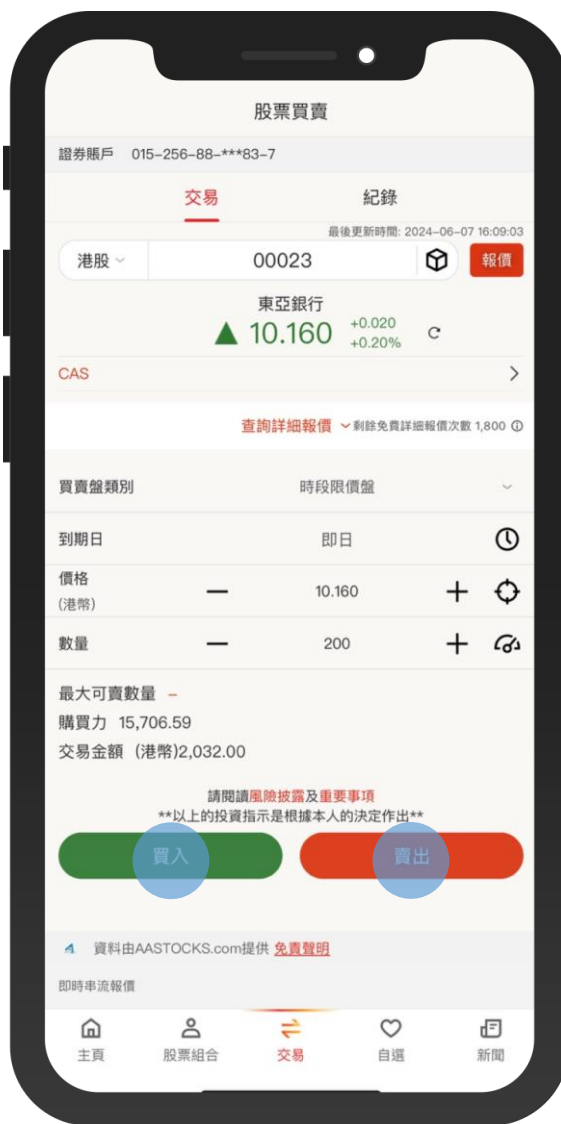 股票買賣
證券賬戶 015-256-88-***83-7
交易 紀錄
最後更新時間: 2024-06-07 16:09:03
港股 00023 報價
東亞銀行
▲ 10.160 +0.020
+0.20%
CAS
查詢詳細報價 剩餘免費詳細報價次數 1,800
買賣盤類別 時段限價盤
到期日 即日
價格
(港幣) 10.160
數量 200
最大可賣數量 –
購買力 15,706.59
交易金額 (港幣)2,032.00
請閱讀風險披露及重要事項
**以上的投資指示是根據本人的決定作出**
買入 賣出
資料由AASTOCKS.com提供 免責聲明
即時串流報價
主頁 股票組合 交易 自選 新聞